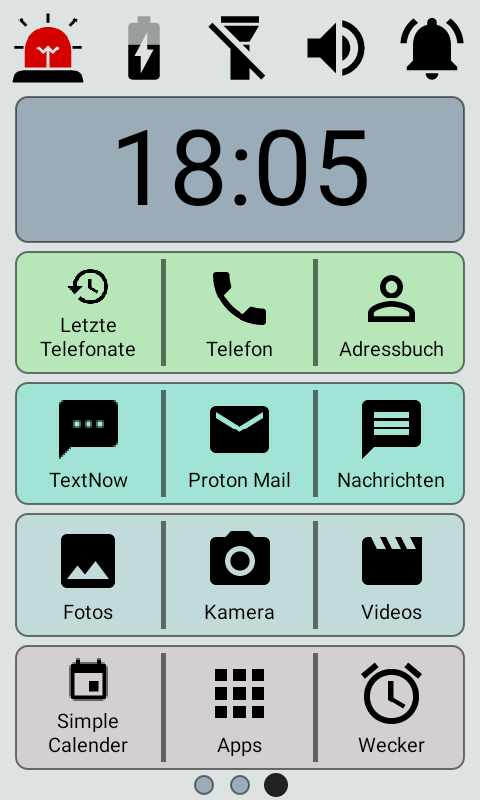 18:05
Letzte
Telefonate
Telefon
Adressbuch
TextNow
Proton Mail
Nachrichten
Fotos
Kamera
Videos
Simple
Calender
Apps
Wecker